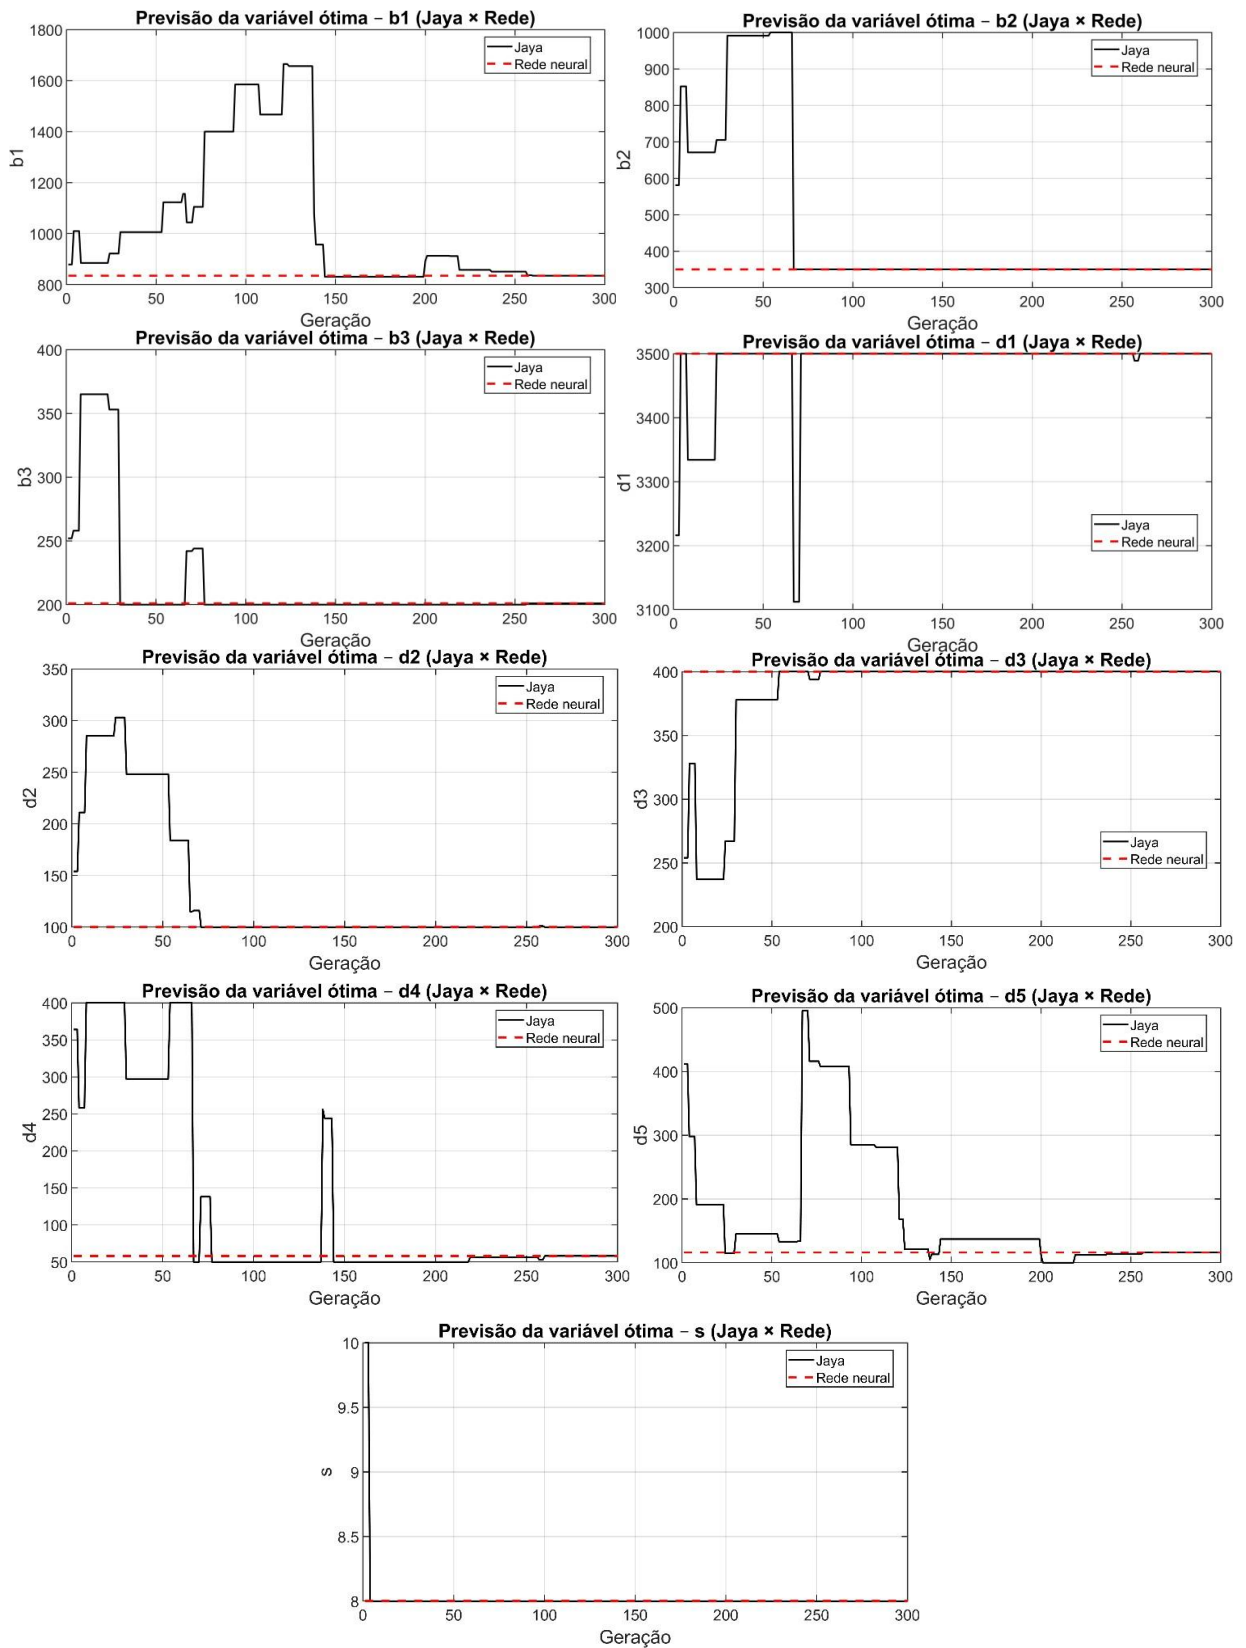 Previsão da variável ótima – b1 (Jaya × Rede)
1800
1600
1400
1200
1000
800
b1
Jaya
Rede neural
0 50 100 150 200 250 300
Geração
Previsão da variável ótima – b2 (Jaya × Rede)
1000
900
800
700
600
500
400
300
b2
Jaya
Rede neural
0 50 100 150 200 250 300
Geração
Previsão da variável ótima – b3 (Jaya × Rede)
400
350
300
250
200
b3
Jaya
Rede neural
0 50 100 150 200 250 300
Geração
Previsão da variável ótima – d1 (Jaya × Rede)
3500
3400
3300
3200
3100
d1
Jaya
Rede neural
0 50 100 150 200 250 300
Geração
Previsão da variável ótima – d2 (Jaya × Rede)
350
300
250
200
150
100
d2
Jaya
Rede neural
0 50 100 150 200 250 300
Geração
Previsão da variável ótima – d3 (Jaya × Rede)
400
350
300
250
200
d3
Jaya
Rede neural
0 50 100 150 200 250 300
Geração
Previsão da variável ótima – d4 (Jaya × Rede)
400
350
300
250
200
150
100
50
d4
Jaya
Rede neural
0 50 100 150 200 250 300
Geração
Previsão da variável ótima – d5 (Jaya × Rede)
500
400
300
200
100
d5
Jaya
Rede neural
0 50 100 150 200 250 300
Geração
Previsão da variável ótima – s (Jaya × Rede)
10
9.5
9
8.5
8
s
Jaya
Rede neural
0 50 100 150 200 250 300
Geração